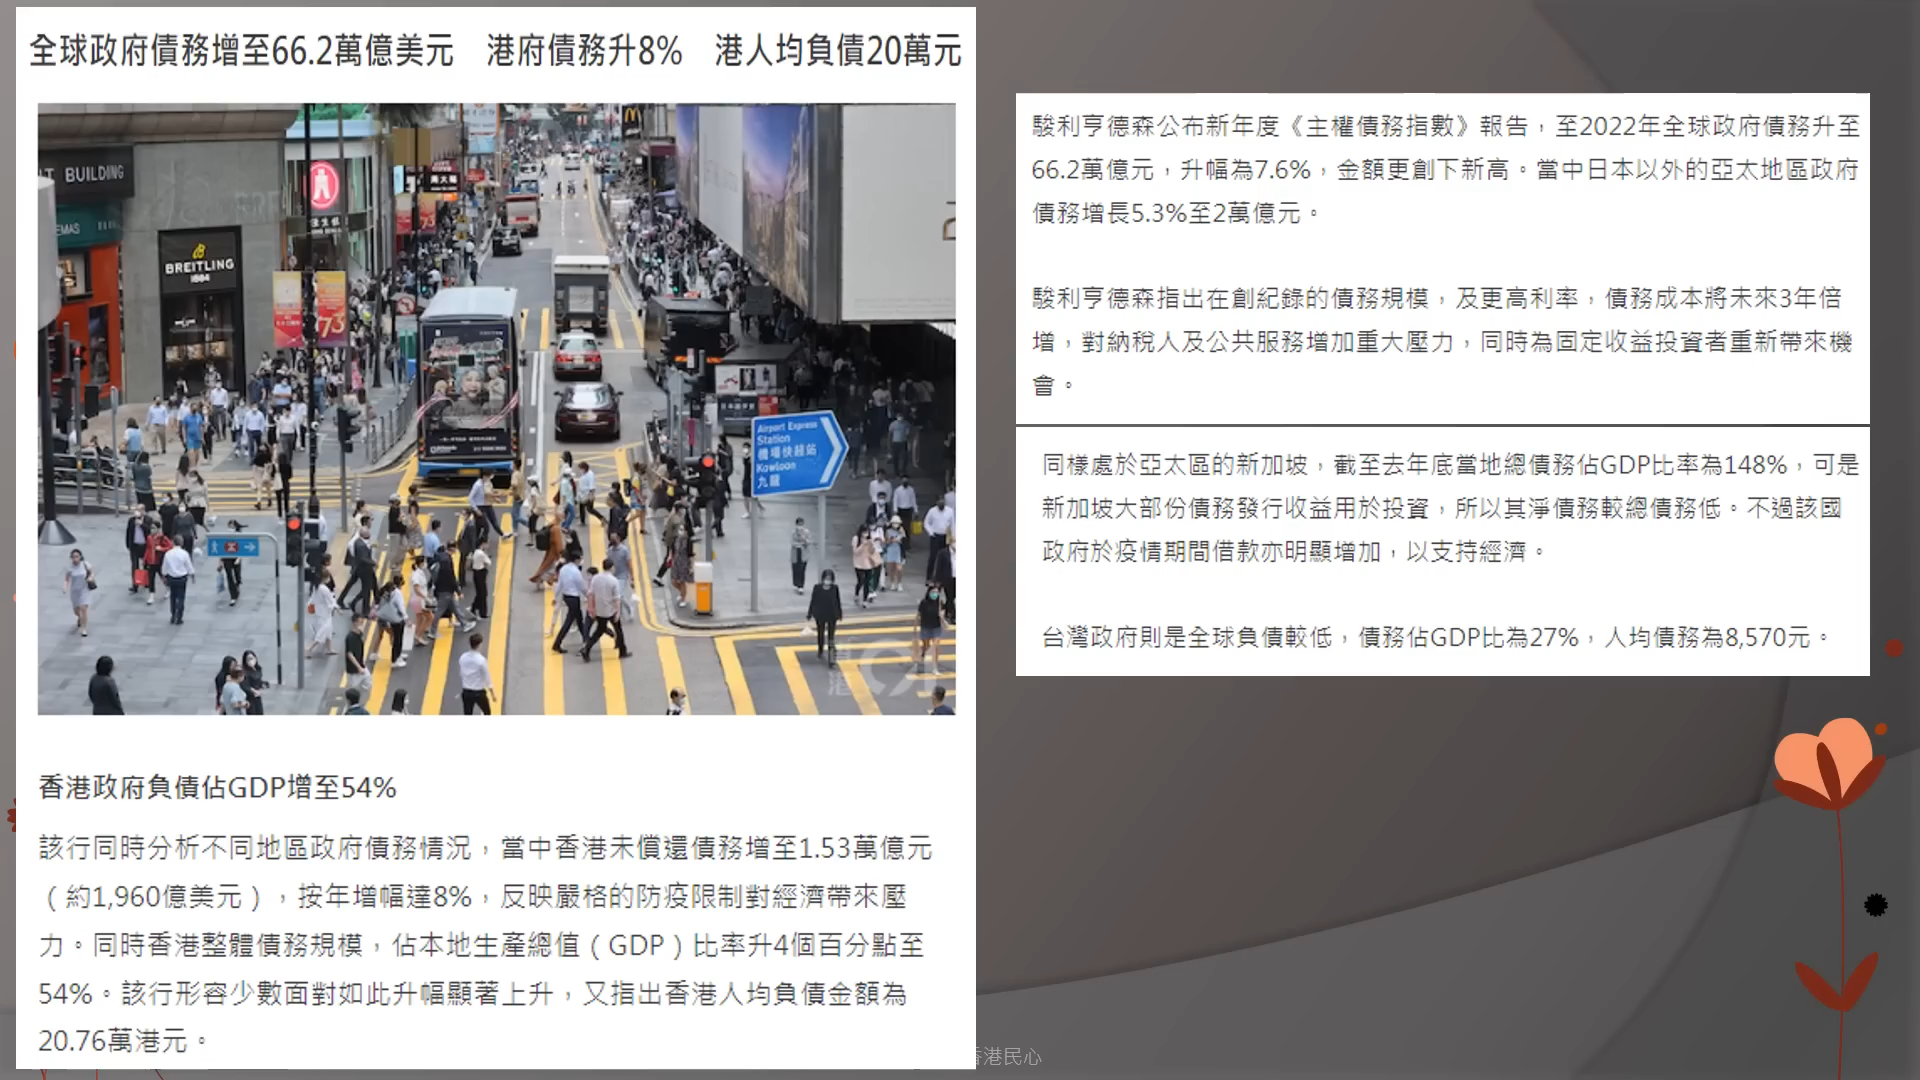 全球政府債務增至66.2萬億美元　港府債務升8%　港人均負債20萬元
BUILDING
EMAS
BREITLING
1884
73
Airport Express
Station
機場快綫站
Kowloon
九龍
香港政府負債佔GDP增至54%
該行同時分析不同地區政府債務情況，當中香港未償還債務增至1.53萬億元
（約1,960億美元），按年增幅達8%，反映嚴格的防疫限制對經濟帶來壓
力。同時香港整體債務規模，佔本地生產總值（GDP）比率升4個百分點至
54%。該行形容少數面對如此升幅顯著上升，又指出香港人均負債金額為
20.76萬港元。
駿利亨德森公布新年度《主權債務指數》報告，至2022年全球政府債務升至
66.2萬億元，升幅為7.6%，金額更創下新高。當中日本以外的亞太地區政府
債務增長5.3%至2萬億元。
駿利亨德森指出在創紀錄的債務規模，及更高利率，債務成本將未來3年倍
增，對納稅人及公共服務增加重大壓力，同時為固定收益投資者重新帶來機
會。
同樣處於亞太區的新加坡，截至去年底當地總債務佔GDP比率為148%，可是
新加坡大部份債務發行收益用於投資，所以其淨債務較總債務低。不過該國
政府於疫情期間借款亦明顯增加，以支持經濟。
台灣政府則是全球負債較低，債務佔GDP比為27%，人均債務為8,570元。
香港民心